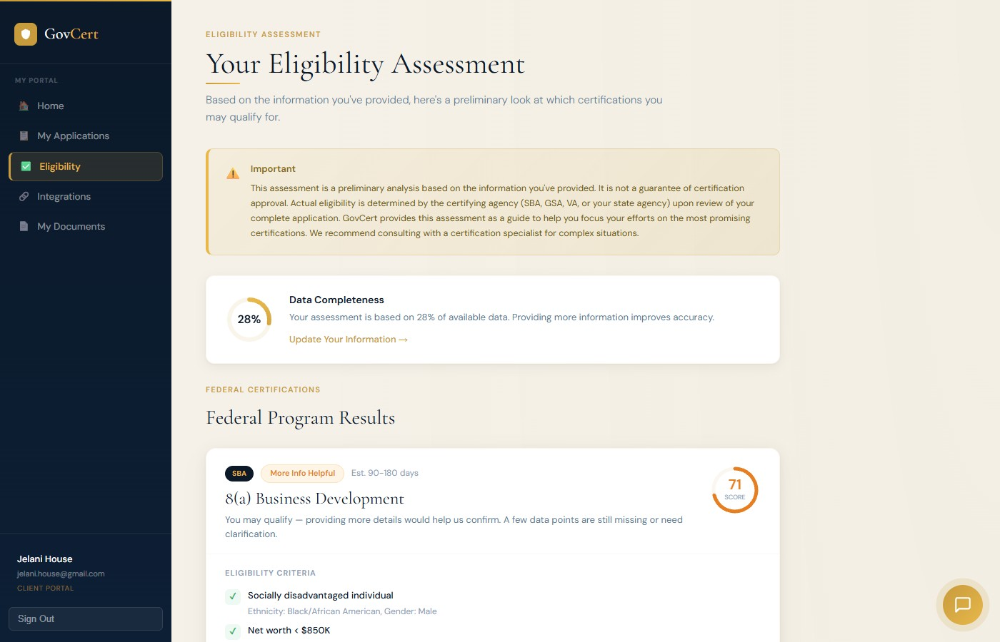 GovCert
MY PORTAL
Home
My Applications
Eligibility
Integrations
My Documents
Jelani House
jelani.house@gmail.com
CLIENT PORTAL
Sign Out
ELIGIBILITY ASSESSMENT
Your Eligibility Assessment
Based on the information you've provided, here's a preliminary look at which certifications you
may qualify for.
Important
This assessment is a preliminary analysis based on the information you've provided. It is not a guarantee of certification
approval. Actual eligibility is determined by the certifying agency (SBA, GSA, VA, or your state agency) upon review of your
complete application. GovCert provides this assessment as a guide to help you focus your efforts on the most promising
certifications. We recommend consulting with a certification specialist for complex situations.
28%
Data Completeness
Your assessment is based on 28% of available data. Providing more information improves accuracy.
Update Your Information →
FEDERAL CERTIFICATIONS
Federal Program Results
SBA More Info Helpful Est. 90-180 days
8(a) Business Development
You may qualify — providing more details would help us confirm. A few data points are still missing or need
clarification.
71
SCORE
ELIGIBILITY CRITERIA
✓ Socially disadvantaged individual
Ethnicity: Black/African American, Gender: Male
✓ Net worth < $850K